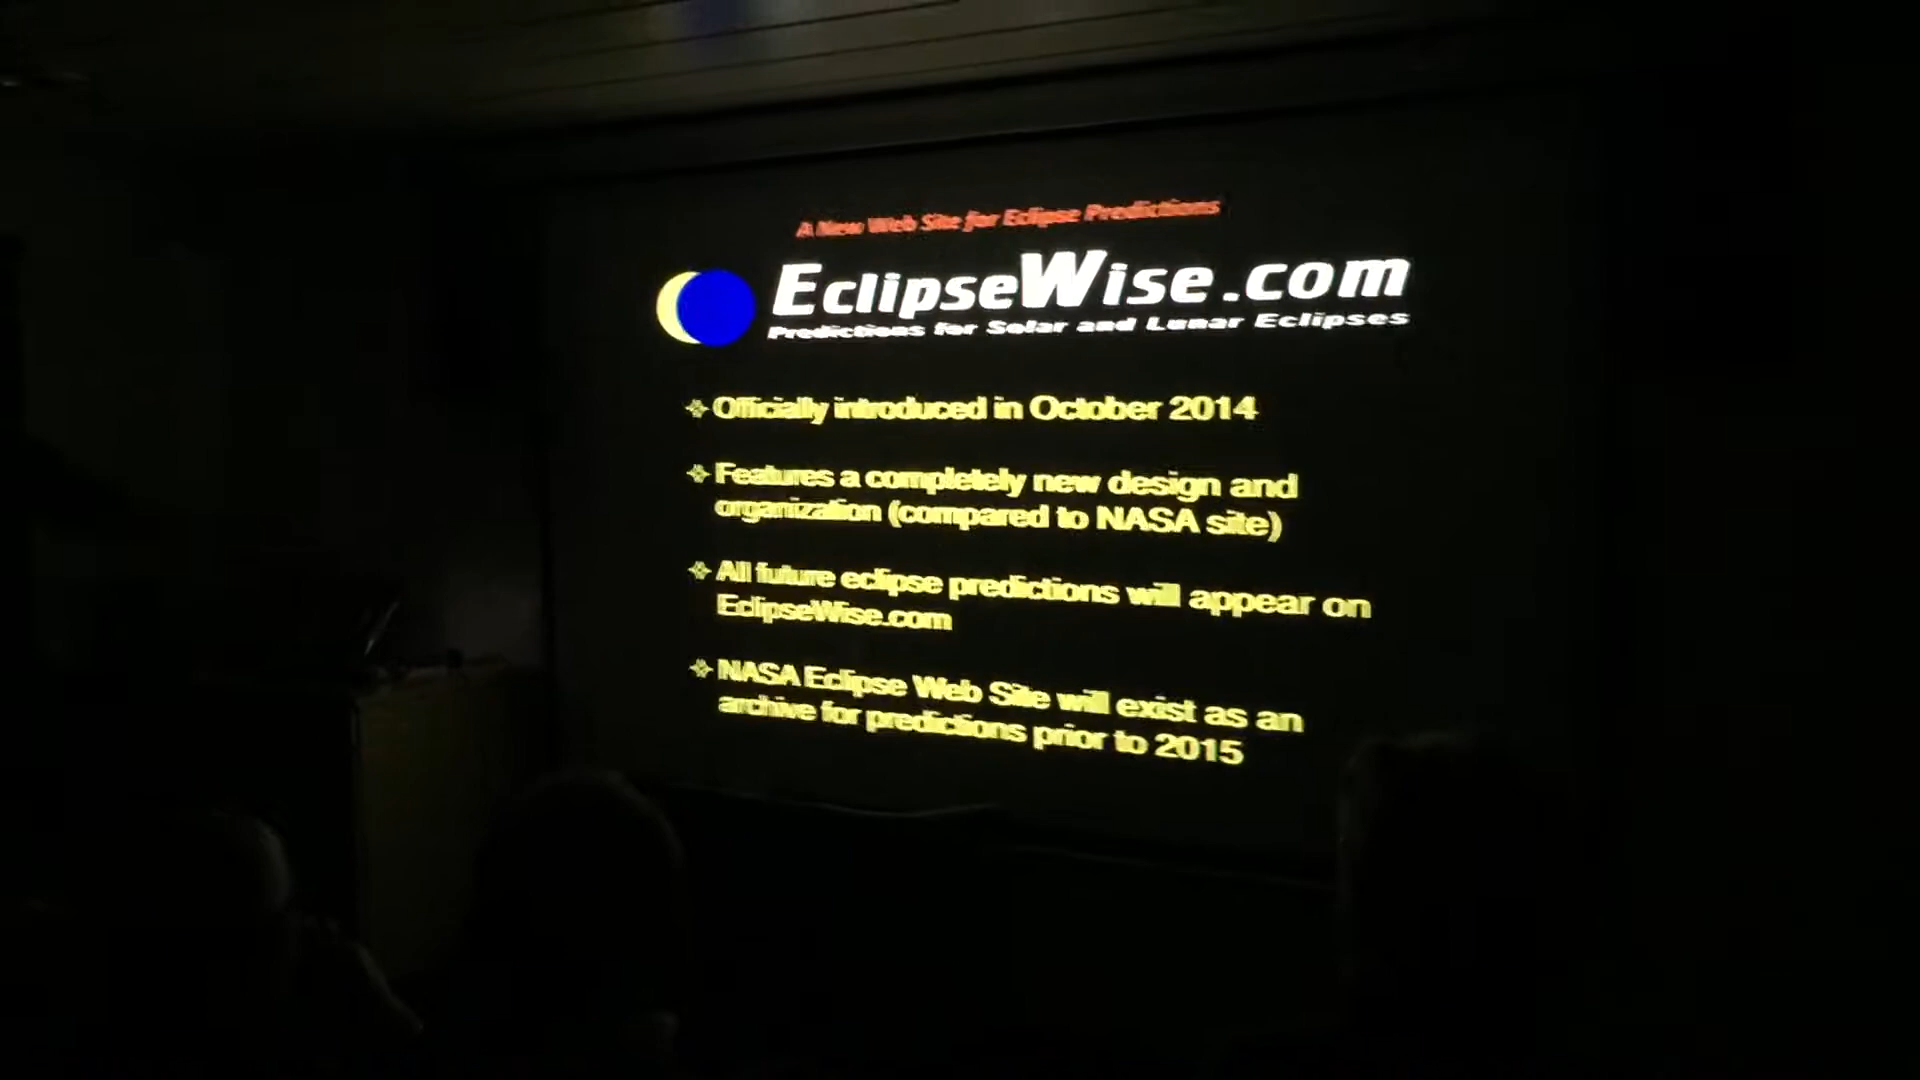 A New Web Site for Eclipse Predictions
EclipseWise.com
Predictions for Solar and Lunar Eclipses
Officially introduced in October 2014
Features a completely new design and
organization (compared to NASA site)
All future eclipse predictions will appear on
EclipseWise.com
NASA Eclipse Web Site will exist as an
archive for predictions prior to 2015